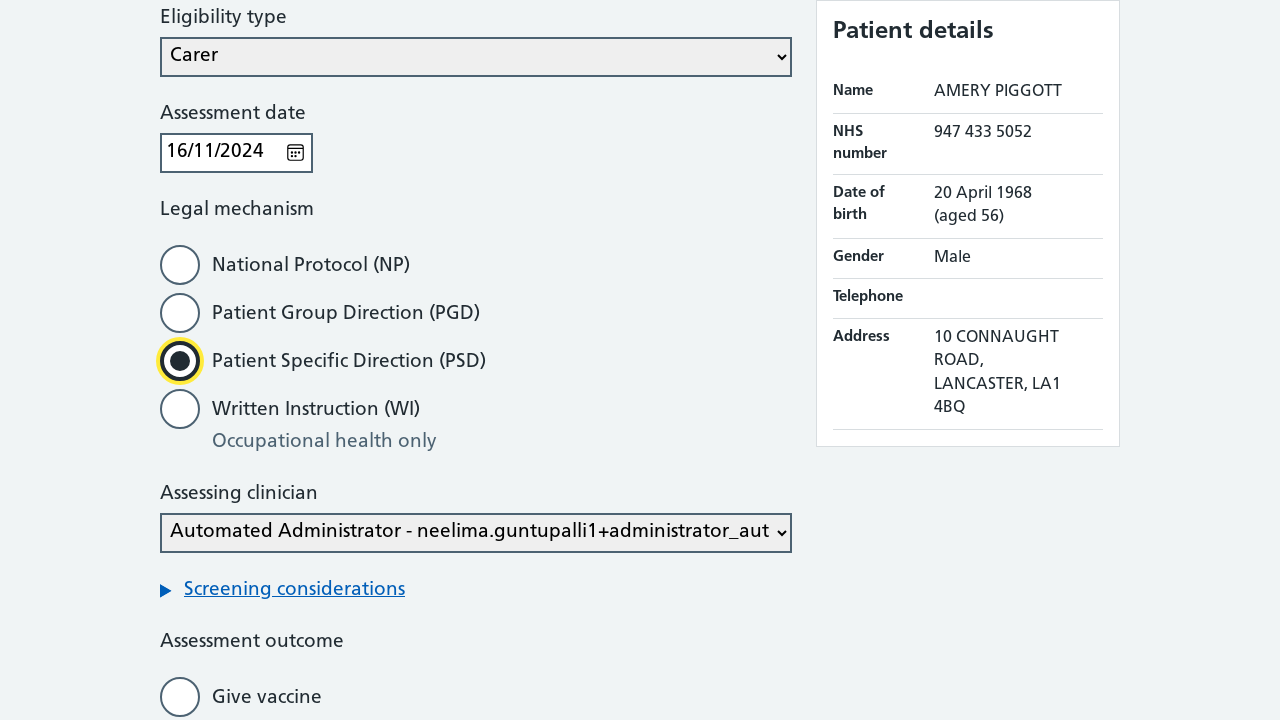 Eligibility type
Carer
Assessment date
16/11/2024
Legal mechanism
National Protocol (NP)
Patient Group Direction (PGD)
Patient Specific Direction (PSD)
Written Instruction (WI)
Occupational health only
Assessing clinician
Automated Administrator - neelima.guntupalli1+administrator_aut
Screening considerations
Assessment outcome
Give vaccine
Patient details
Name AMERY PIGGOTT
NHS number 947 433 5052
Date of birth 20 April 1968
(aged 56)
Gender Male
Telephone
Address 10 CONNAUGHT
ROAD,
LANCASTER, LA1
4BQ